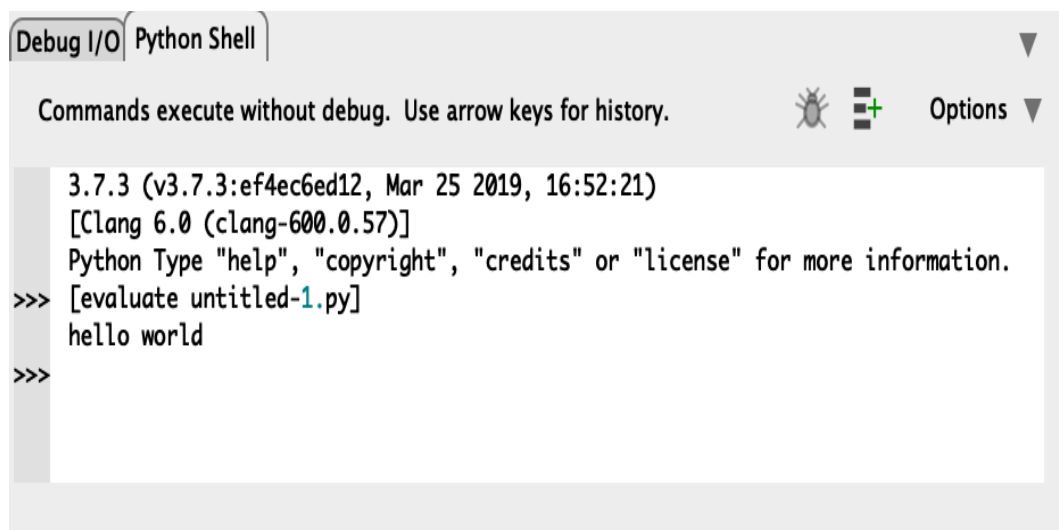 Debug I/O Python Shell
Commands execute without debug. Use arrow keys for history. Options
3.7.3 (v3.7.3:ef4ec6ed12, Mar 25 2019, 16:52:21)
[Clang 6.0 (clang-600.0.57)]
Python Type "help", "copyright", "credits" or "license" for more information.
>>> [evaluate untitled-1.py]
hello world
>>>